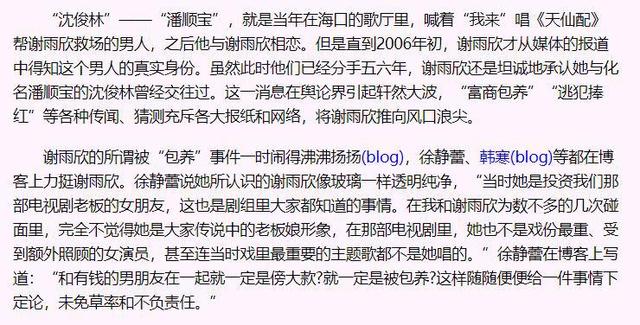 “沈俊林”——“潘顺宝”，就是当年在海口的歌厅里，喊着“我来”唱《天仙配》
帮谢雨欣救场的男人，之后他与谢雨欣相恋。但是直到2006年初，谢雨欣才从媒体的报道
中得知这个男人的真实身份。虽然此时他们已经分手五六年，谢雨欣还是坦诚地承认她与化
名潘顺宝的沈俊林曾经交往过。这一消息在舆论界引起轩然大波，“富商包养”“逃犯捧
红”等各种传闻、猜测充斥各大报纸和网络，将谢雨欣推向风口浪尖。
谢雨欣的所谓被“包养”事件一时闹得沸沸扬扬(blog)，徐静蕾、韩寒(blog)等都在博
客上力挺谢雨欣。徐静蕾说她所认识的谢雨欣像玻璃一样透明纯净，“当时她是投资我们那
部电视剧老板的女朋友，这也是剧组里大家都知道的事情。在我和谢雨欣为数不多的几次碰
面里，完全不觉得她是大家传说中的老板娘形象，在那部电视剧里，她也不是戏份最重、受
到额外照顾的女演员，甚至连当时戏里最重要的主题歌都不是她唱的。”徐静蕾在博客上写
道：“和有钱的男朋友在一起就一定是傍大款?就一定是被包养?这样随随便便给一件事情下
定论，未免草率和不负责任。”